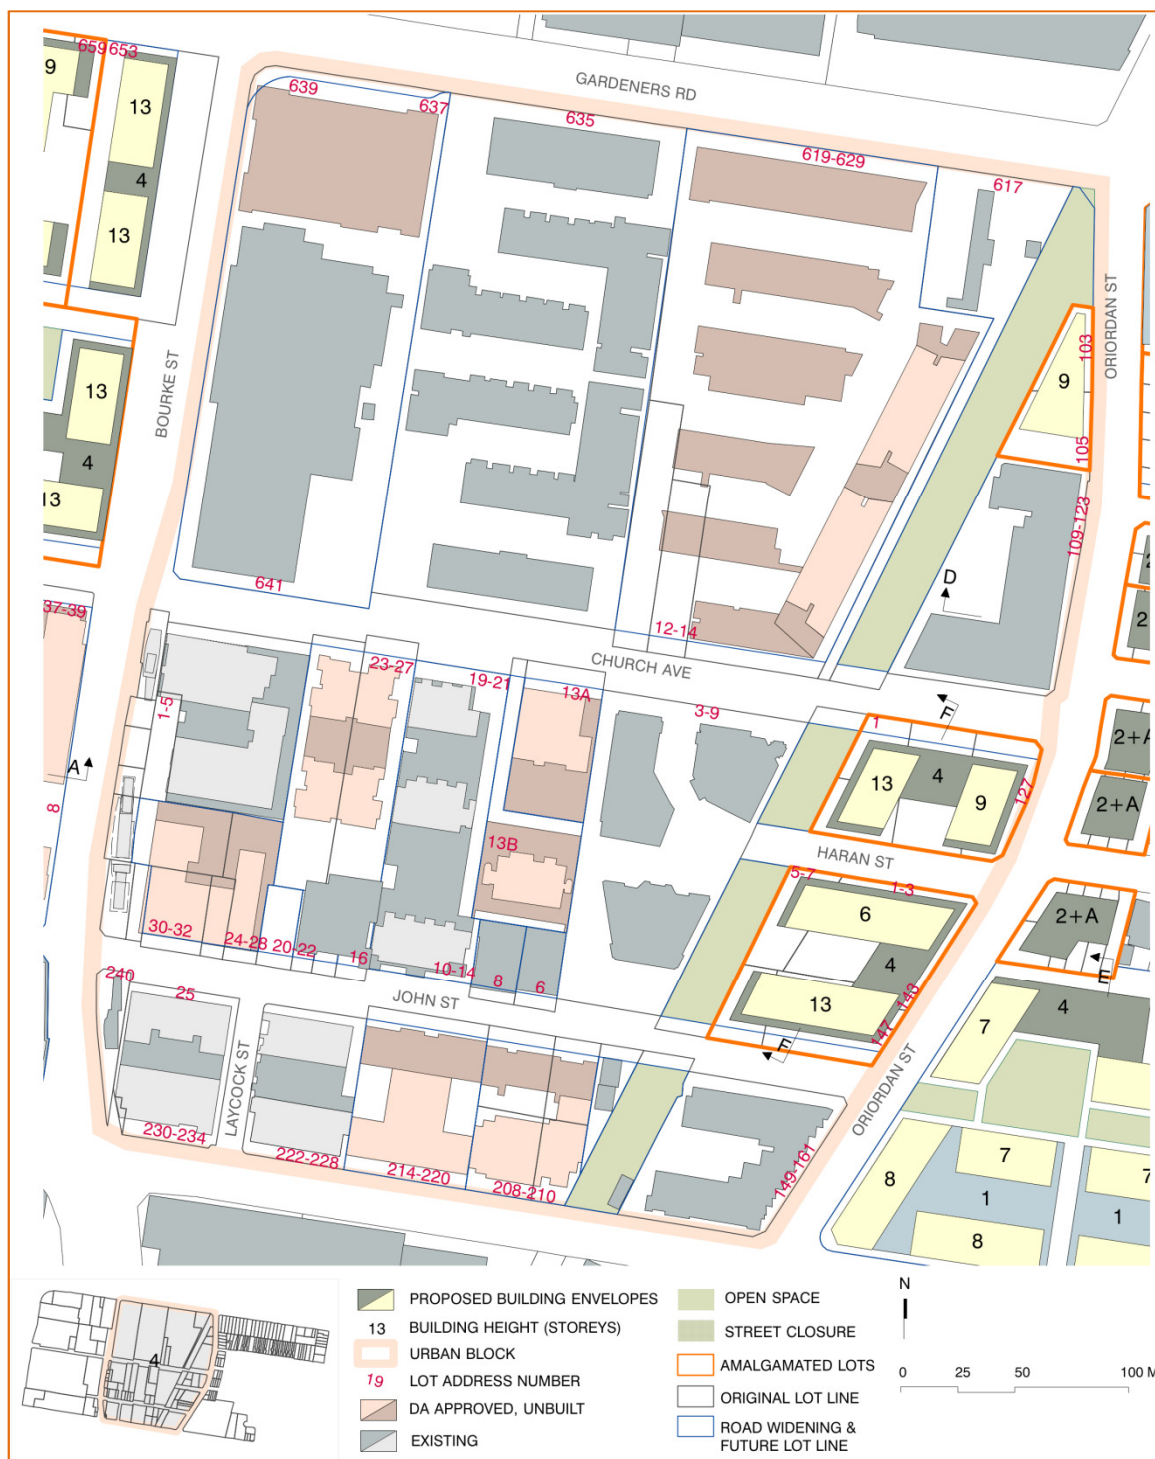 GARDENERS RD
659
653
9
13
4
13
639
637
635
619-629
617
ORIORDAN ST
103
9
105
109-123
BOURKE ST
13
4
13
641
D
37-39
12-14
CHURCH AVE
23-27
19-21
13A
3-9
1-5
A
8
1
F
13
4
9
127
2
2
2+A
2+A
HARAN ST
13B
5-7
1-3
6
4
13
143
147
F
2+A
E
30-32
24-28
20-22
16
10-14
8
6
JOHN ST
240
25
LAYCOCK ST
230-234
222-228
214-220
208-210
149-161
ORIORDAN ST
7
4
8
7
1
8
7
1
4
PROPOSED BUILDING ENVELOPES
13 BUILDING HEIGHT (STOREYS)
URBAN BLOCK
19 LOT ADDRESS NUMBER
DA APPROVED, UNBUILT
EXISTING
OPEN SPACE
STREET CLOSURE
AMALGAMATED LOTS
ORIGINAL LOT LINE
ROAD WIDENING &
FUTURE LOT LINE
N
0 25 50 100 M